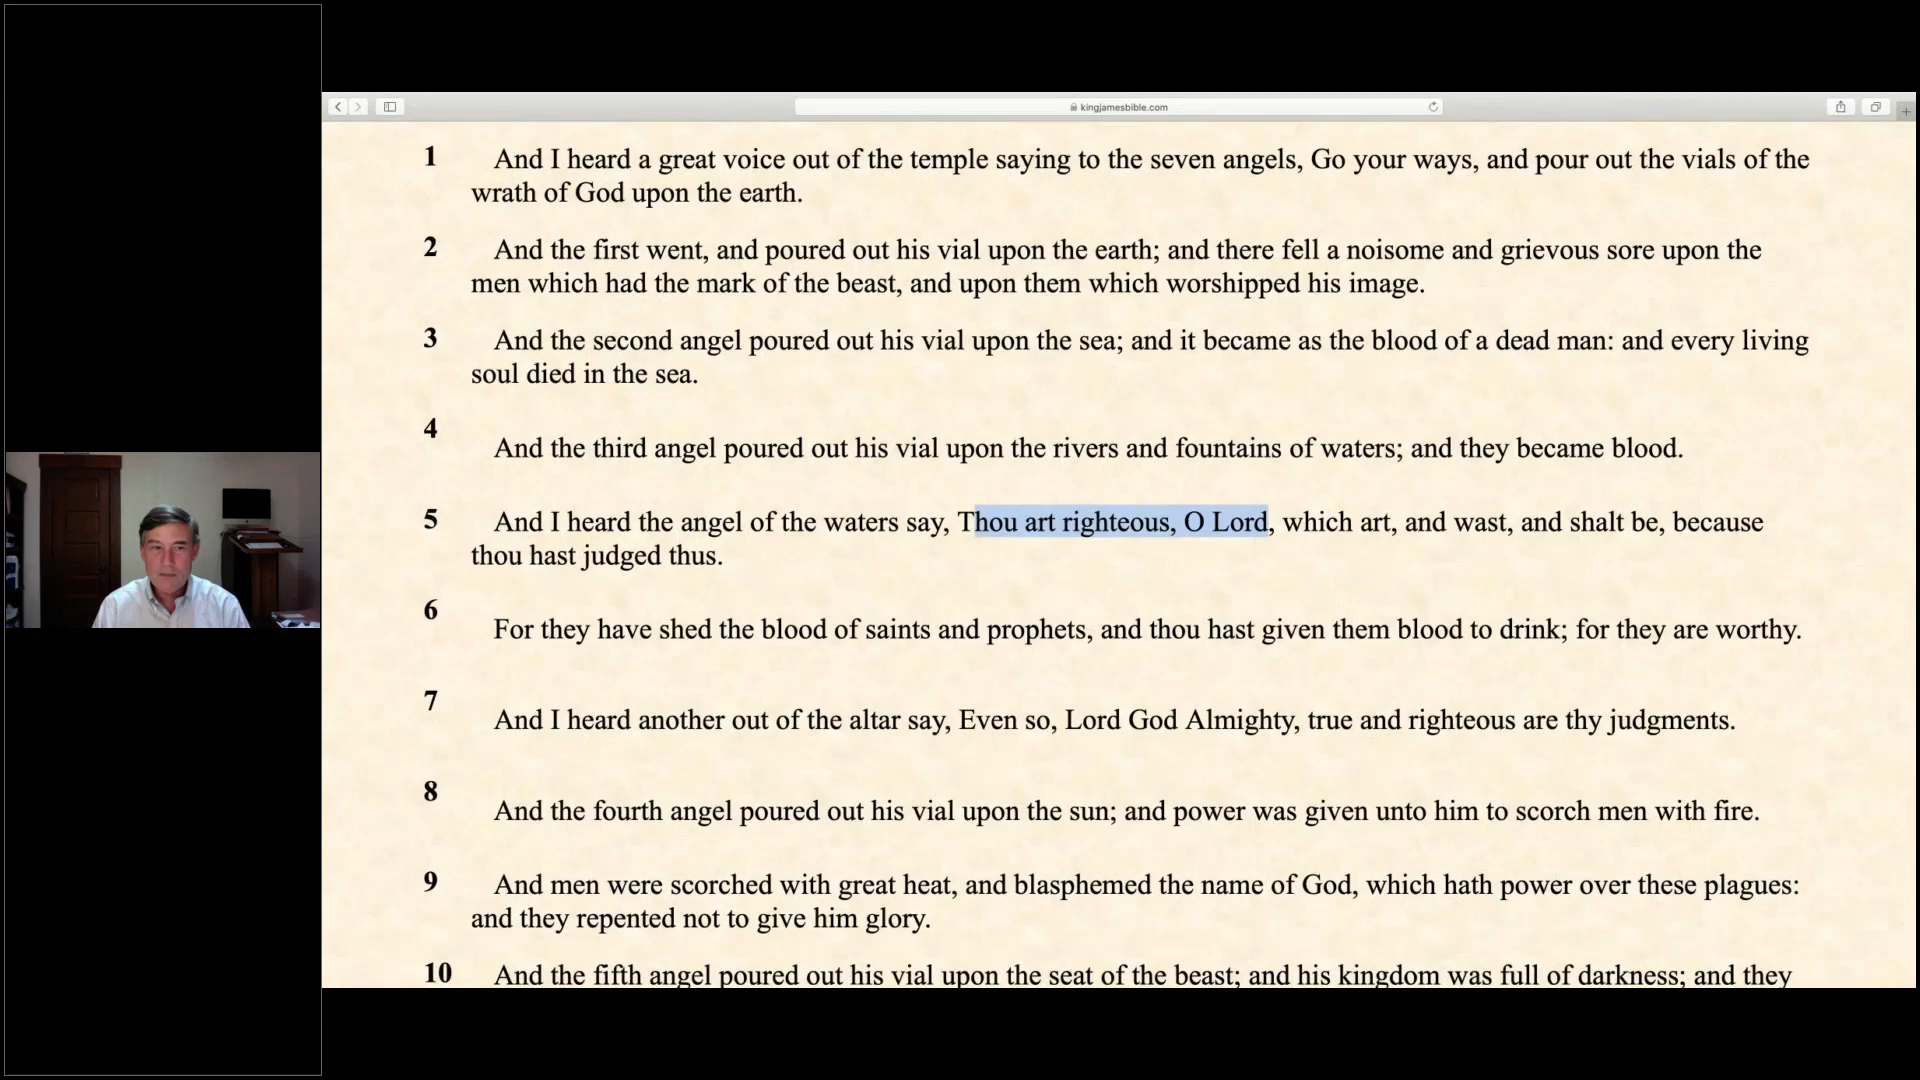 kingjamesbible.com
1 And I heard a great voice out of the temple saying to the seven angels, Go your ways, and pour out the vials of the
wrath of God upon the earth.
2 And the first went, and poured out his vial upon the earth; and there fell a noisome and grievous sore upon the
men which had the mark of the beast, and upon them which worshipped his image.
3 And the second angel poured out his vial upon the sea; and it became as the blood of a dead man: and every living
soul died in the sea.
4 And the third angel poured out his vial upon the rivers and fountains of waters; and they became blood.
5 And I heard the angel of the waters say, Thou art righteous, O Lord, which art, and wast, and shalt be, because
thou hast judged thus.
6 For they have shed the blood of saints and prophets, and thou hast given them blood to drink; for they are worthy.
7 And I heard another out of the altar say, Even so, Lord God Almighty, true and righteous are thy judgments.
8 And the fourth angel poured out his vial upon the sun; and power was given unto him to scorch men with fire.
9 And men were scorched with great heat, and blasphemed the name of God, which hath power over these plagues:
and they repented not to give him glory.
10 And the fifth angel poured out his vial upon the seat of the beast; and his kingdom was full of darkness; and they